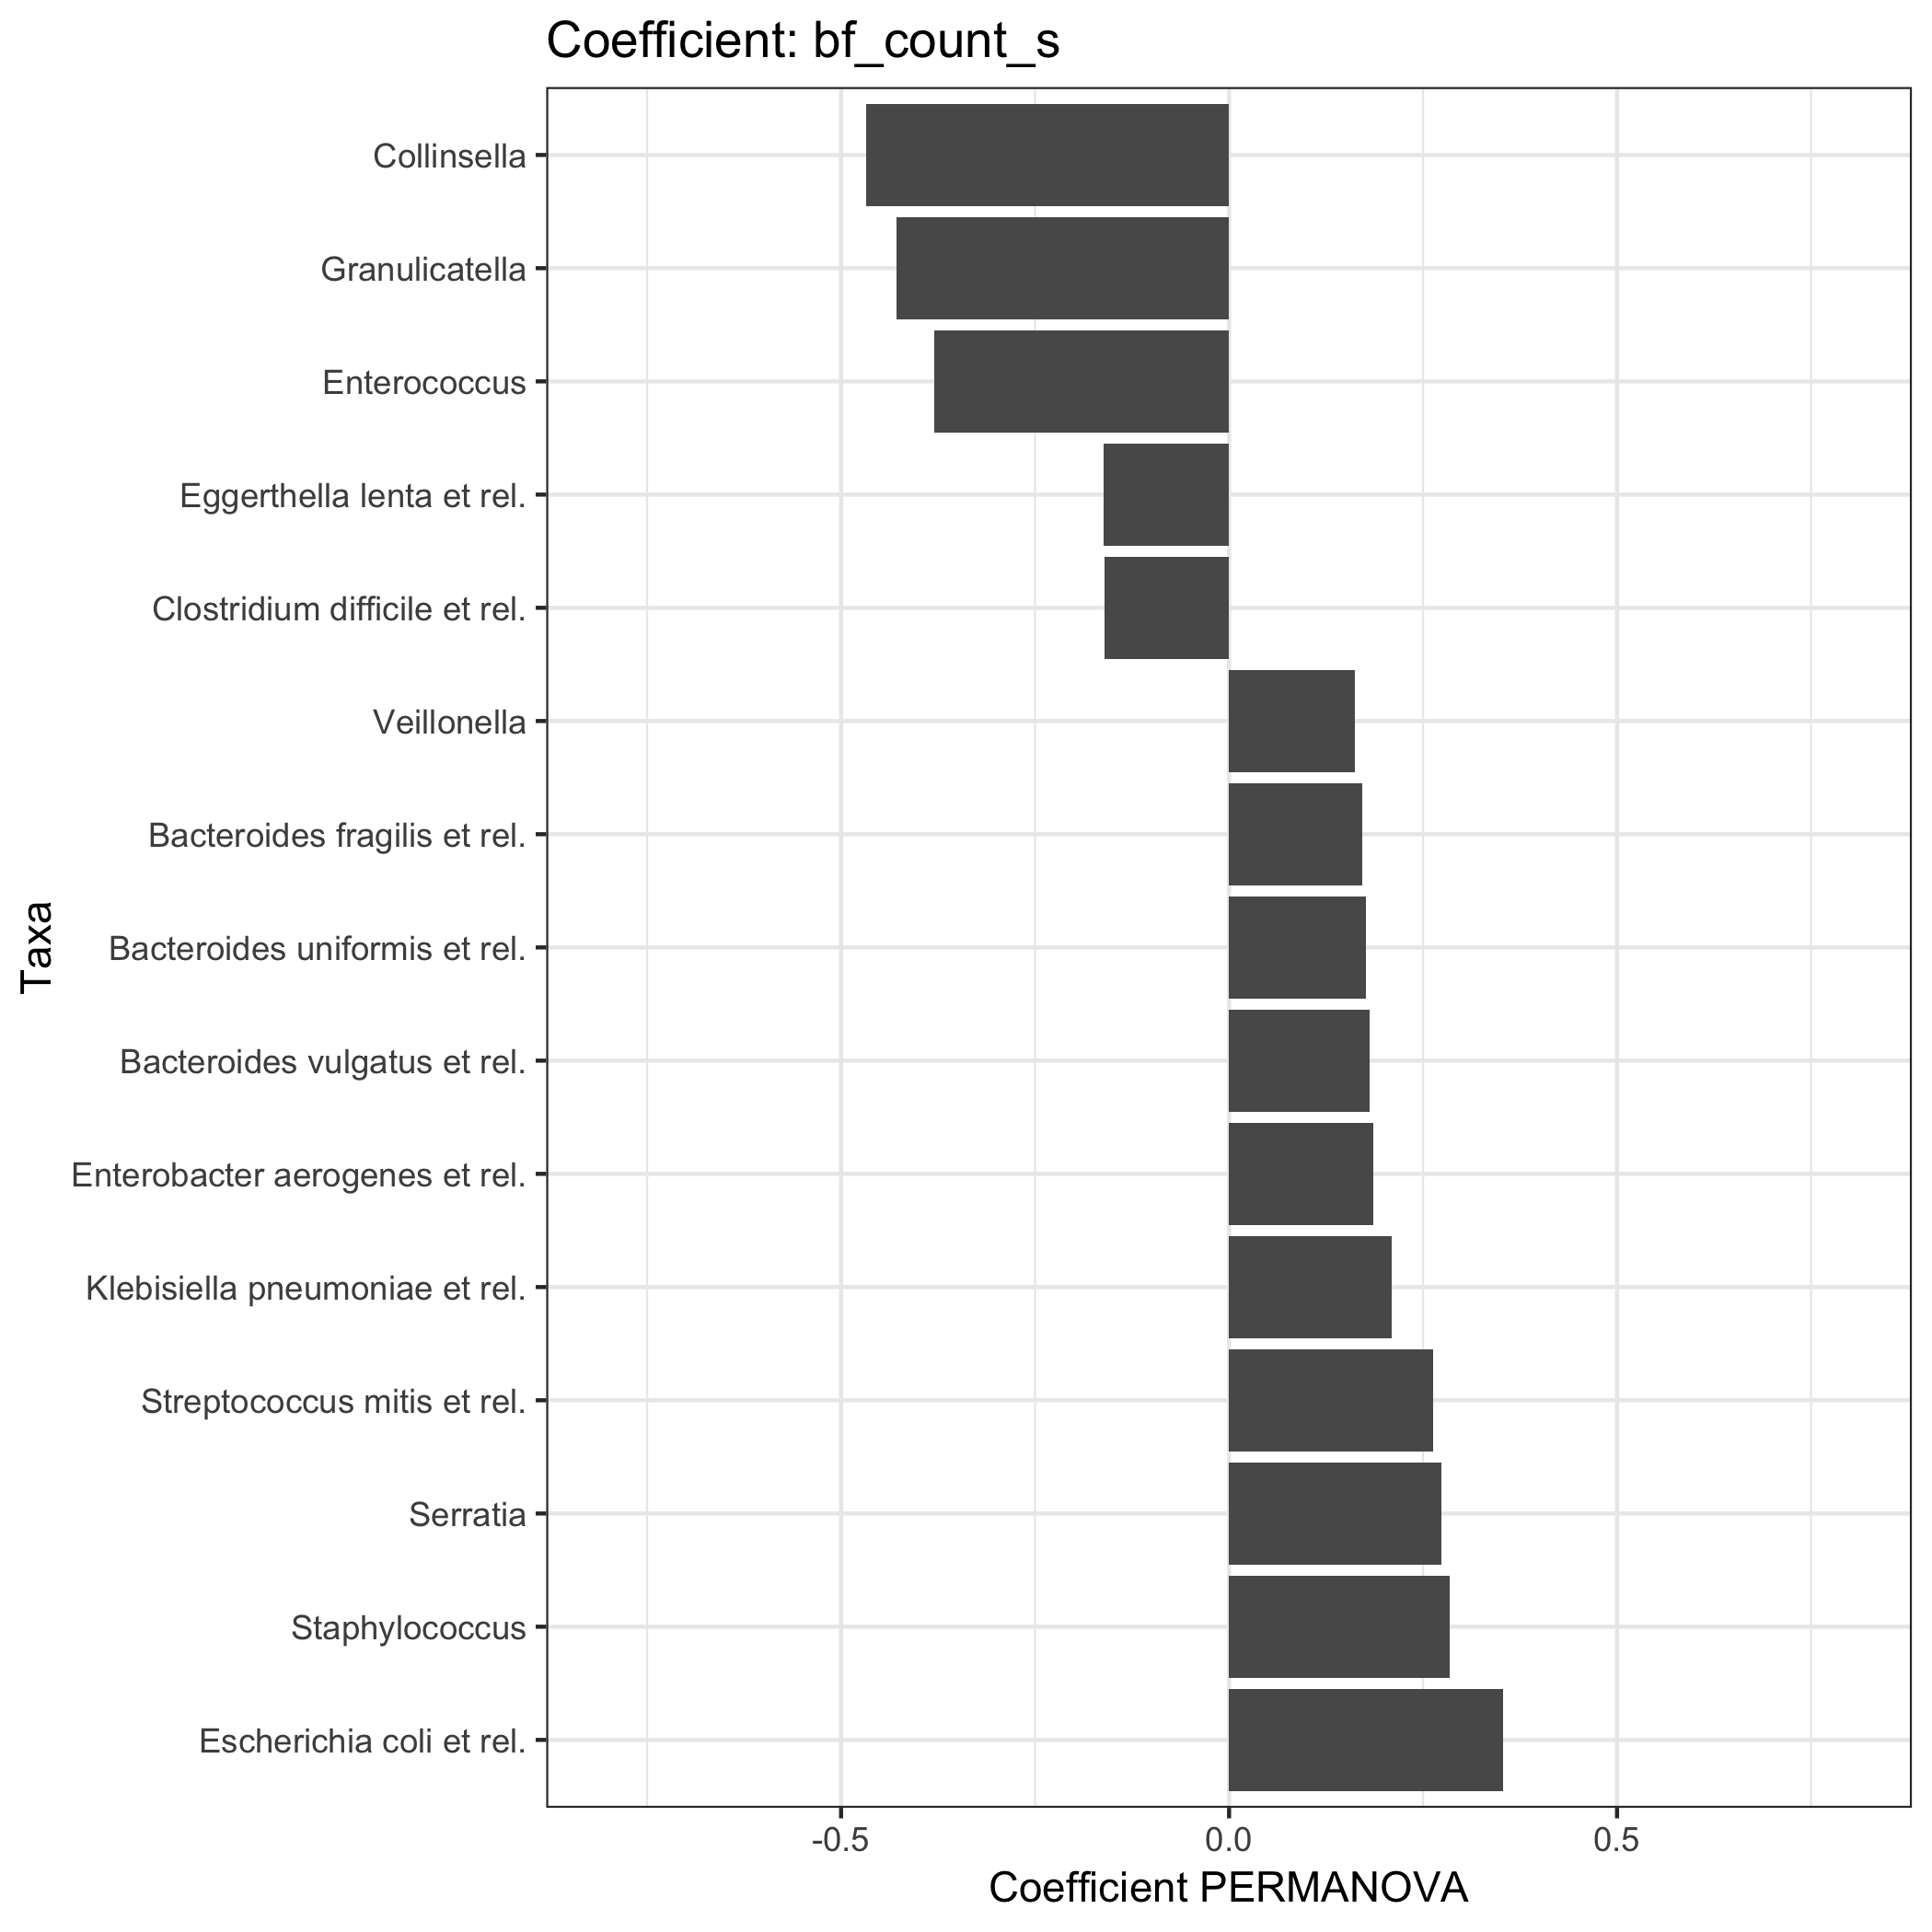 Coefficient: bf_count_s
Collinsella
Granulicatella
Enterococcus
Eggerthella lenta et rel.
Clostridium difficile et rel.
Veillonella
Bacteroides fragilis et rel.
Bacteroides uniformis et rel.
Bacteroides vulgatus et rel.
Enterobacter aerogenes et rel.
Klebisiella pneumoniae et rel.
Streptococcus mitis et rel.
Serratia
Staphylococcus
Escherichia coli et rel.
Taxa
-0.5 0.0 0.5
Coefficient PERMANOVA